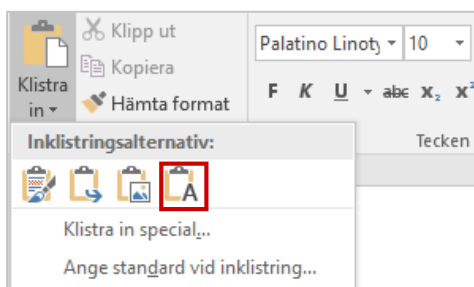 Klipp ut
Kopiera
Hämta format
Klistra
in
Palatino Linoty
10
F K U abc x₂ x²
Tecken
Inklistringsalternativ:
A
Klistra in special...
Ange standard vid inklistring...